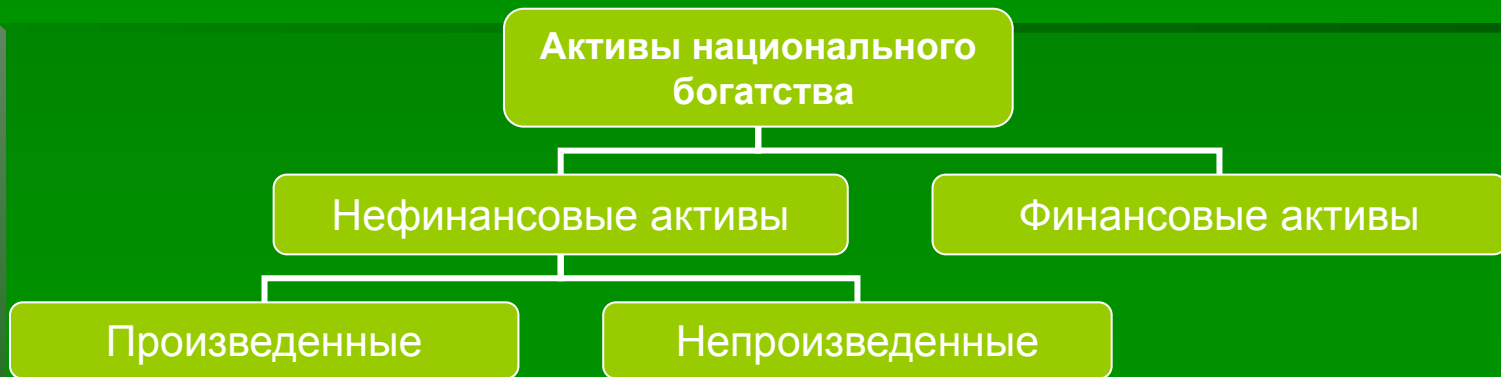 Активы национального
богатства
Нефинансовые активы
Финансовые активы
Произведенные
Непроизведенные